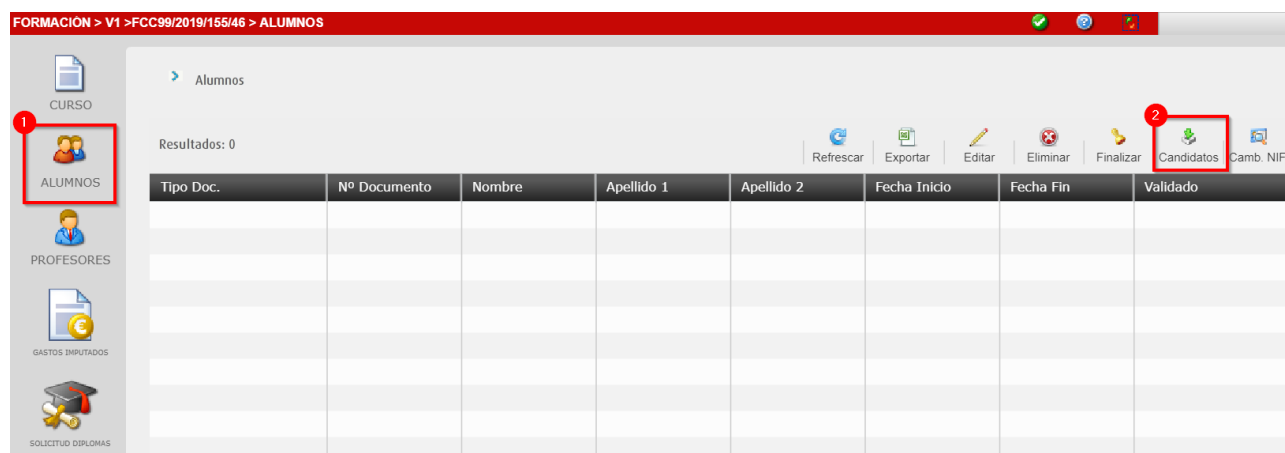 FORMACIÓN > V1 >FCC99/2019/155/46 > ALUMNOS
CURSO
1
ALUMNOS
PROFESORES
GASTOS IMPUTADOS
SOLICITUD DIPLOMAS
Alumnos
Resultados: 0
2
Refrescar Exportar Editar Eliminar Finalizar Candidatos Camb. NIF
Tipo Doc. Nº Documento Nombre Apellido 1 Apellido 2 Fecha Inicio Fecha Fin Validado